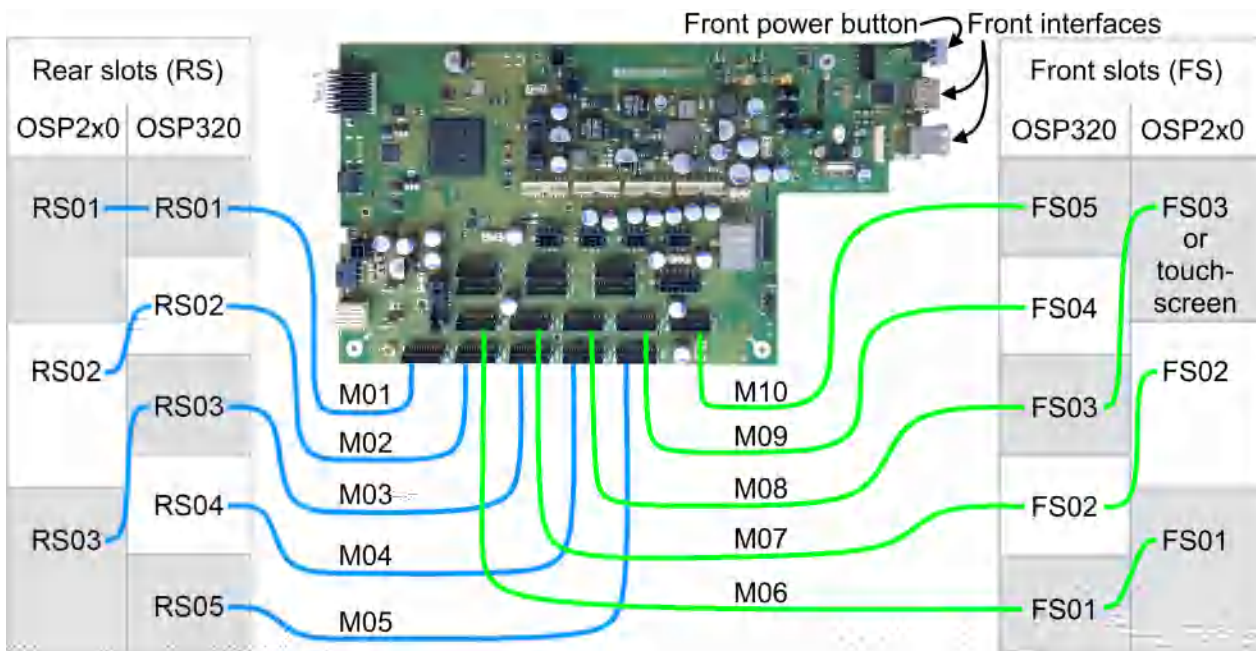 Front power button
Front interfaces
Rear slots (RS)
OSP2x0 OSP320
RS01 RS01
RS02
RS02
RS03
RS04
RS03
RS05
M01
M02
M03
M04
M05
M10
M09
M08
M07
M06
Front slots (FS)
OSP320 OSP2x0
FS05 FS03
or
touch-
screen
FS04
FS02
FS03
FS02
FS01
FS01